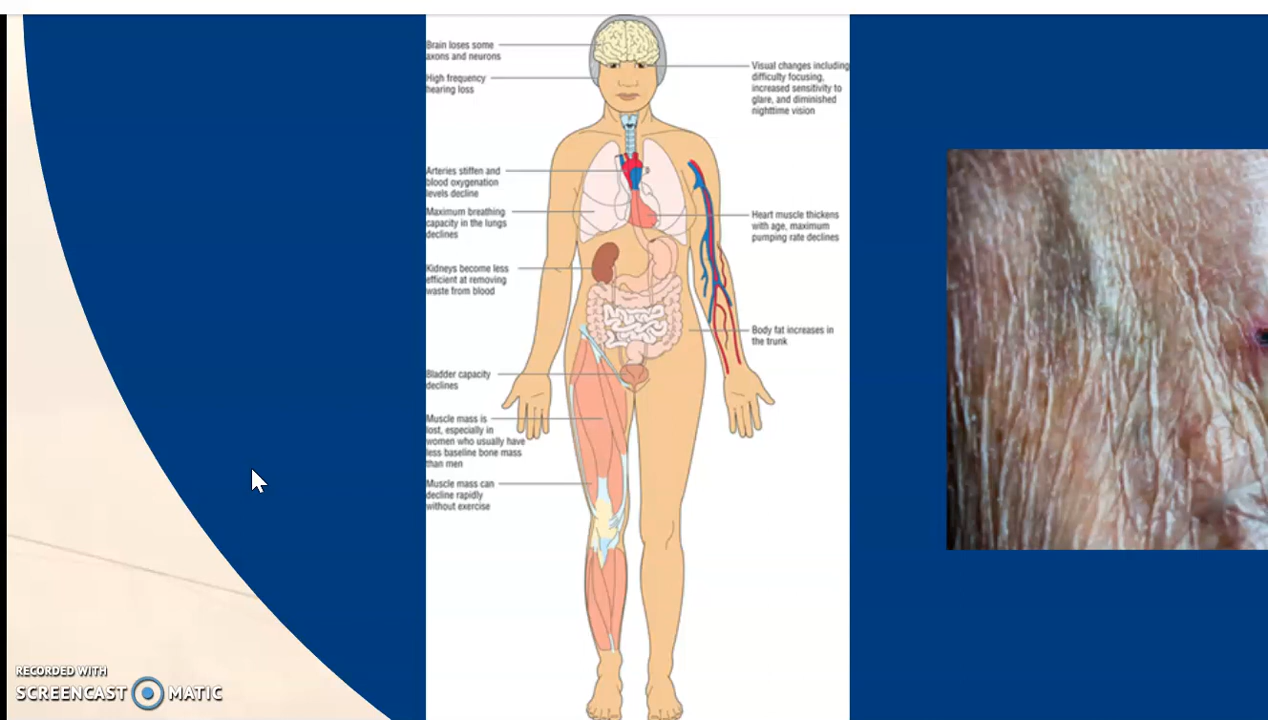 Brain loses some
axons and neurons
High frequency
hearing loss
Visual changes including
difficulty focusing,
increased sensitivity to
glare, and diminished
nighttime vision
Arteries stiffen and
blood oxygenation
levels decline
Maximum breathing
capacity in the lungs
declines
Heart muscle thickens
with age, maximum
pumping rate declines
Kidneys become less
efficient at removing
waste from blood
Body fat increases in
the trunk
Bladder capacity
declines
Muscle mass is
lost, especially in
women who usually have
less baseline bone mass
than men
Muscle mass can
decline rapidly
without exercise
RECORDED WITH
SCREENCAST MATIC